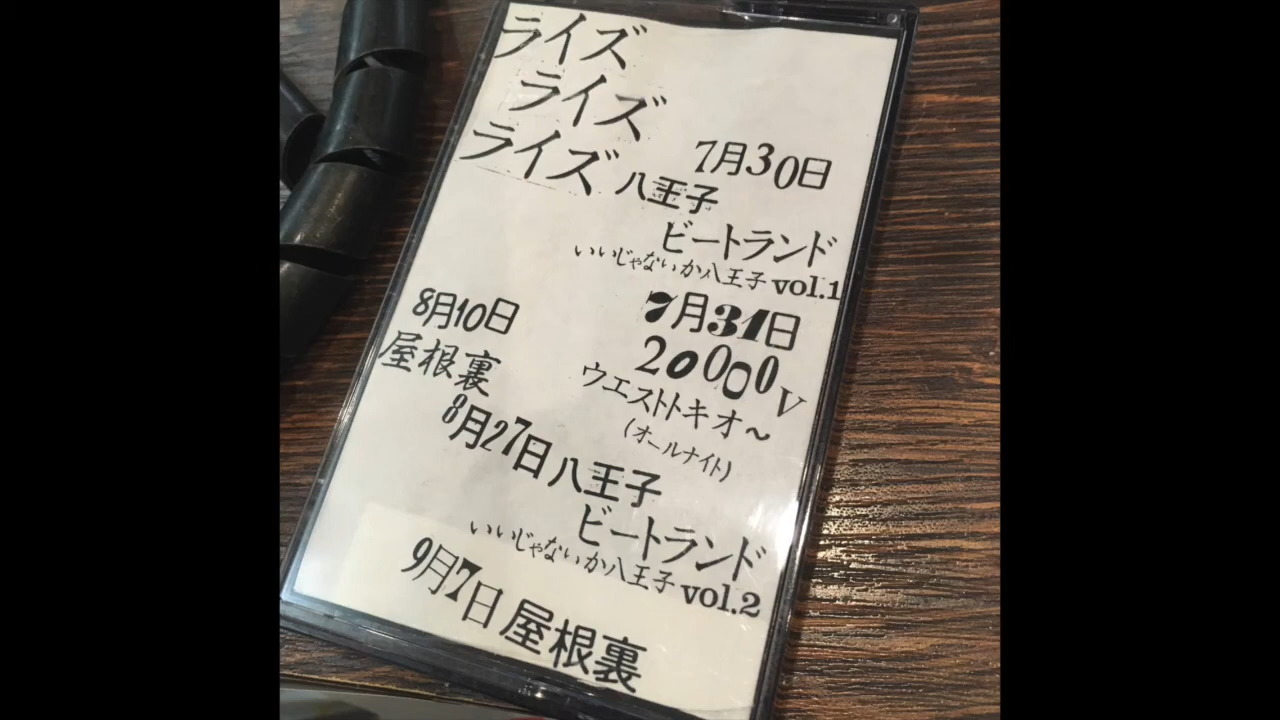 ライズ
ライズ
ライズ
7月30日
八王子
ビートランド
いいじゃないか八王子 vol.1
7月31日
20000V
ウエストトキオ~
(オールナイト)
8月10日
屋根裏
8月27日 八王子
ビートランド
いいじゃないか八王子 vol.2
9月7日 屋根裏